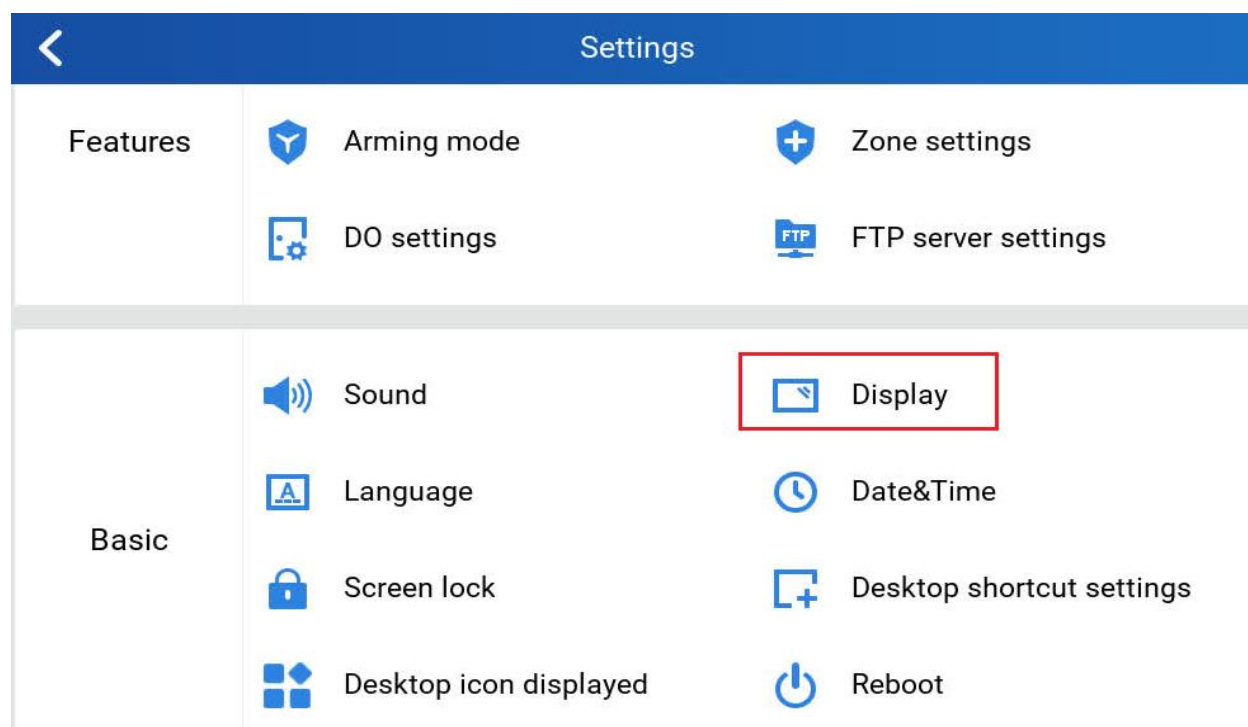 Settings
Features
Arming mode
Zone settings
DO settings
FTP
FTP server settings
Basic
Sound
Display
A
Language
Date&Time
Screen lock
Desktop shortcut settings
Desktop icon displayed
Reboot